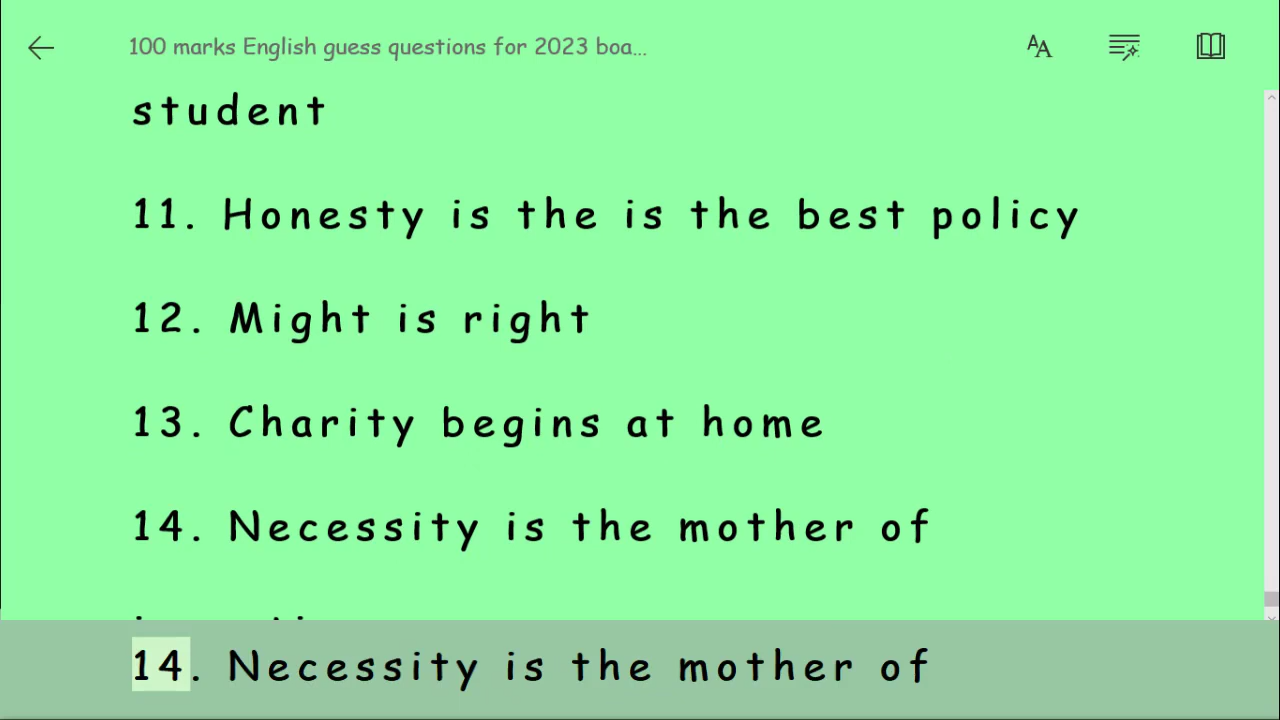 100 marks English guess questions for 2023 boa...
student
11. Honesty is the is the best policy
12. Might is right
13. Charity begins at home
14. Necessity is the mother of
14. Necessity is the mother of